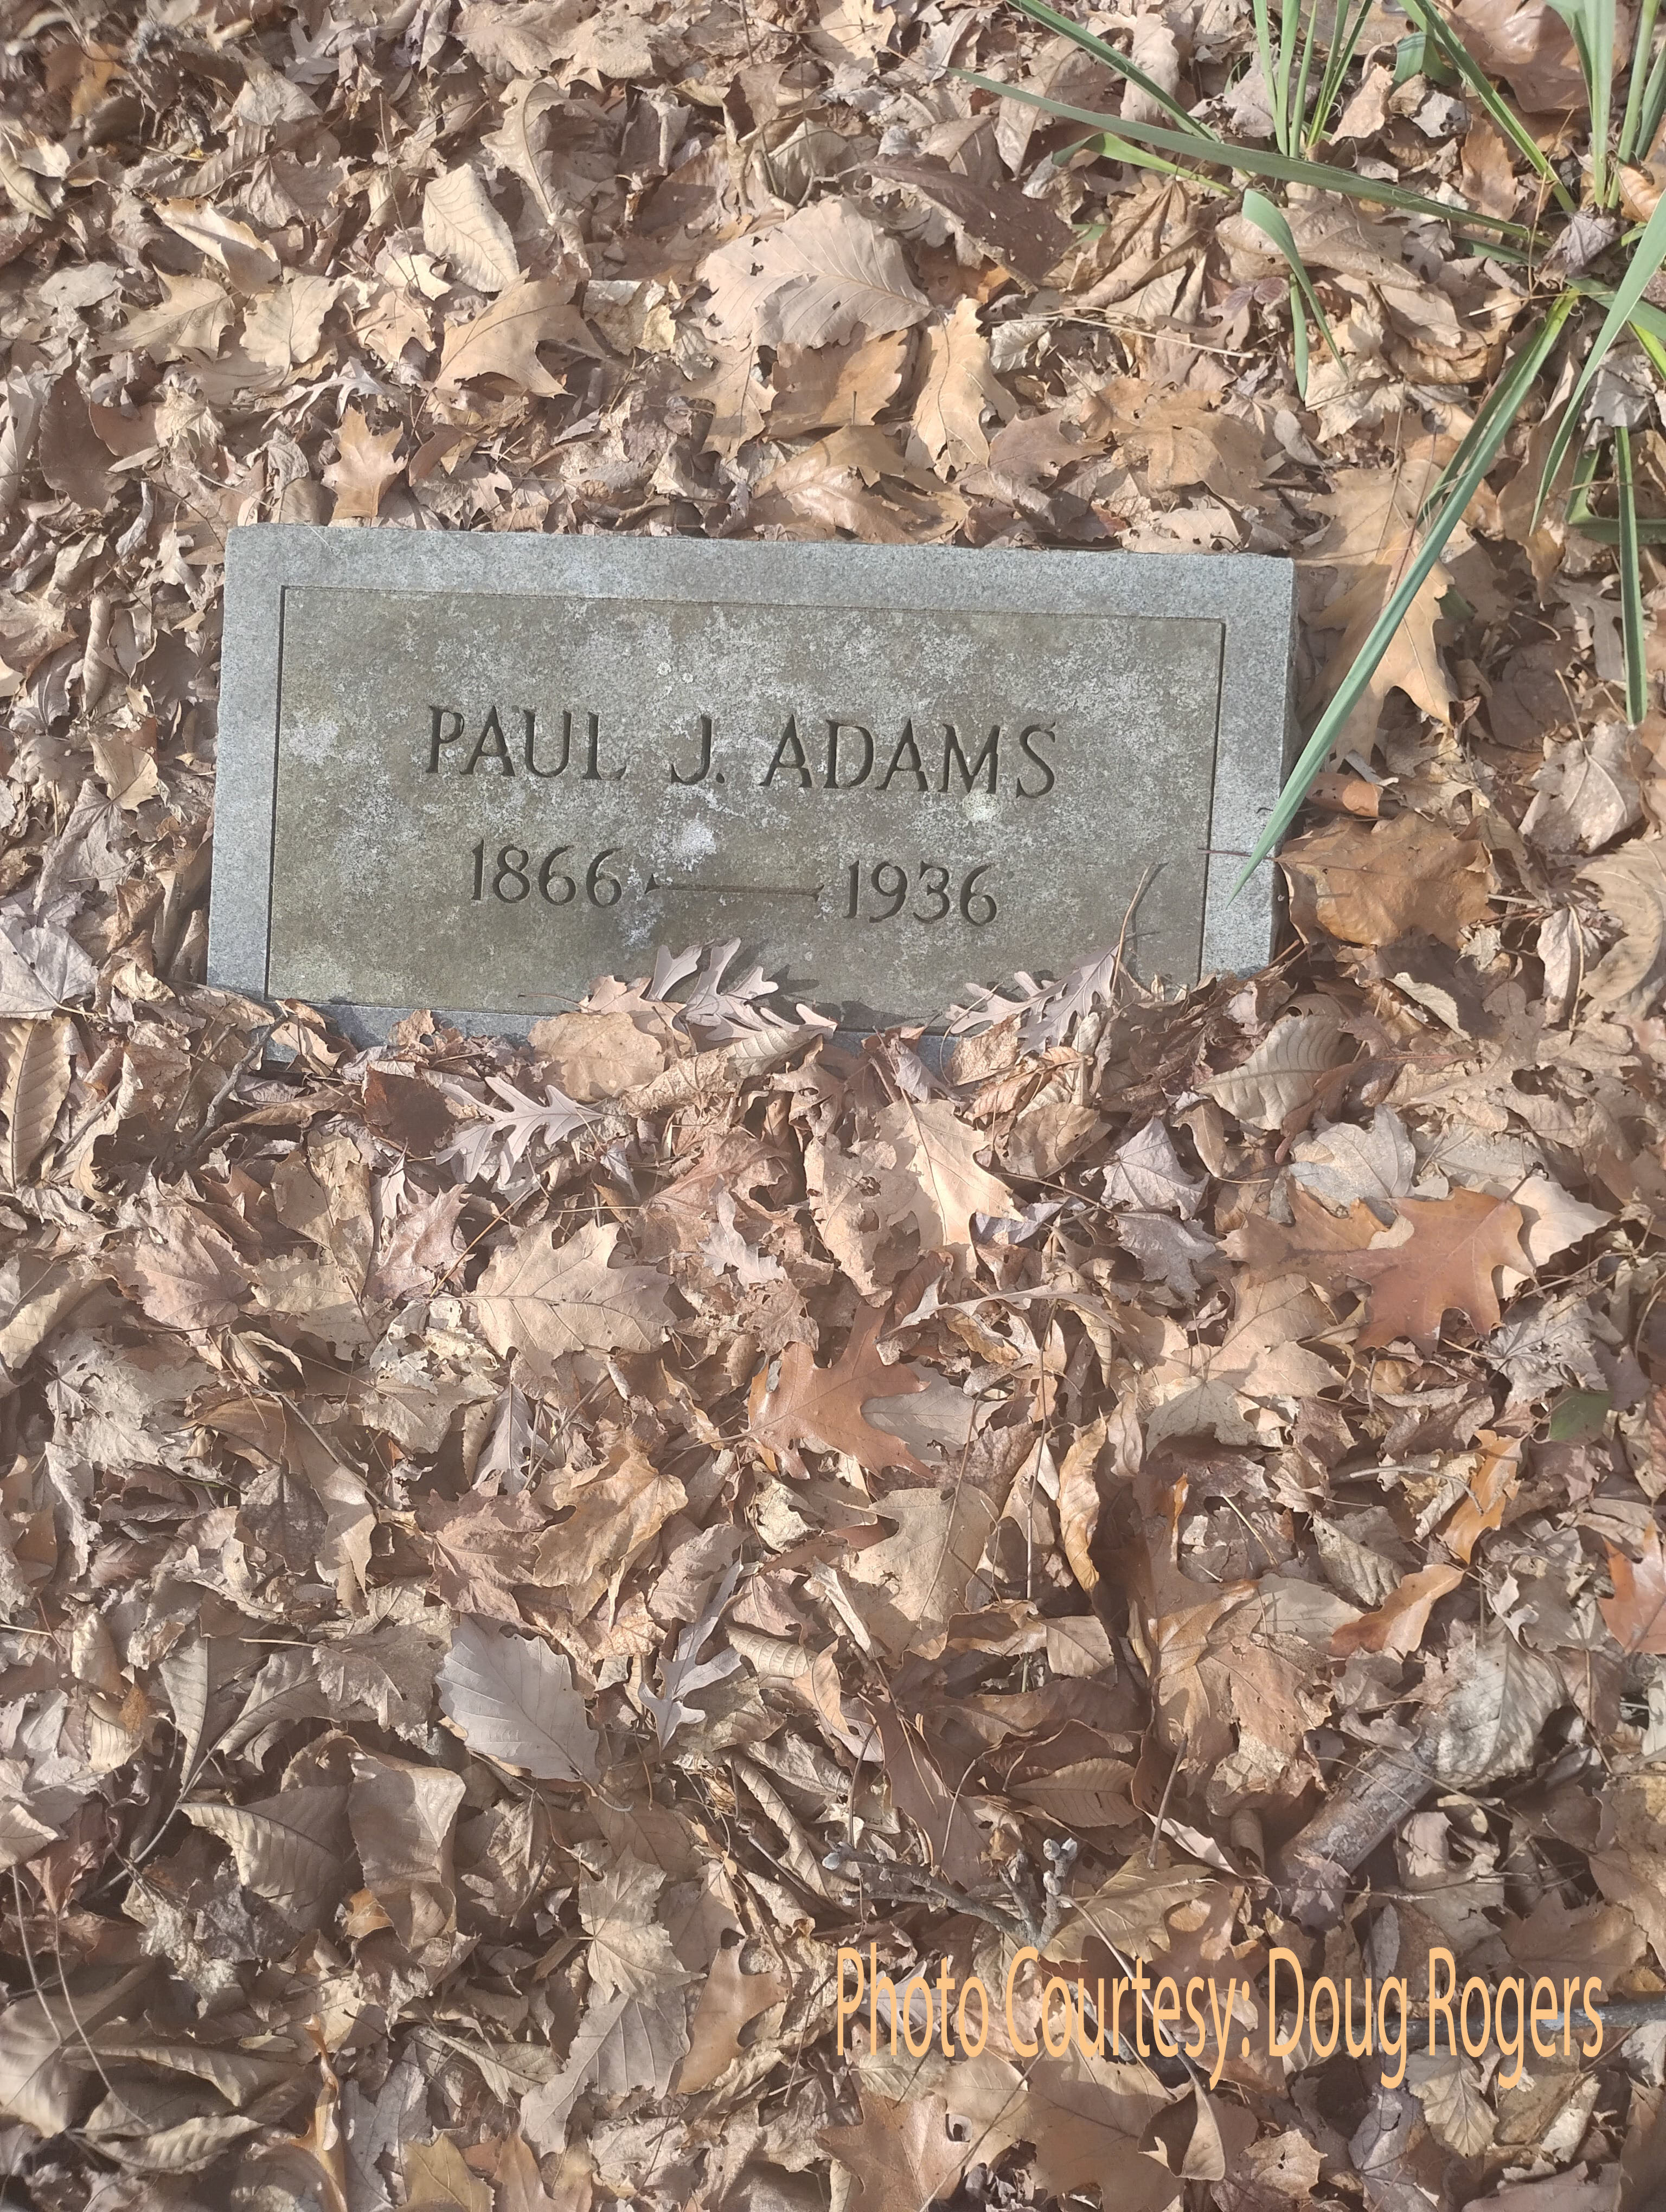 PAUL J. ADAMS
1866 — 1936
Photo Courtesy: Doug Rogers